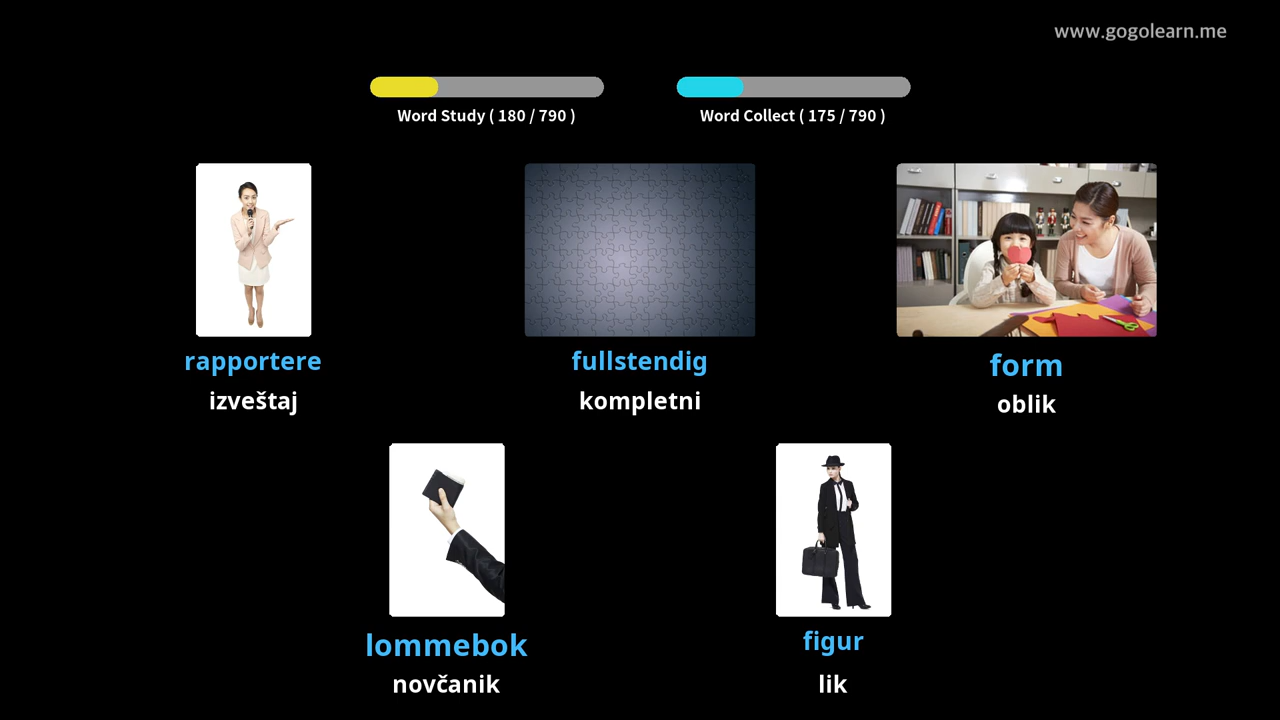 www.gogolearn.me
Word Study ( 180 / 790 )
Word Collect ( 175 / 790 )
rapportere
izveštaj
fullstendig
kompletni
form
oblik
lommebok
novčanik
figur
lik